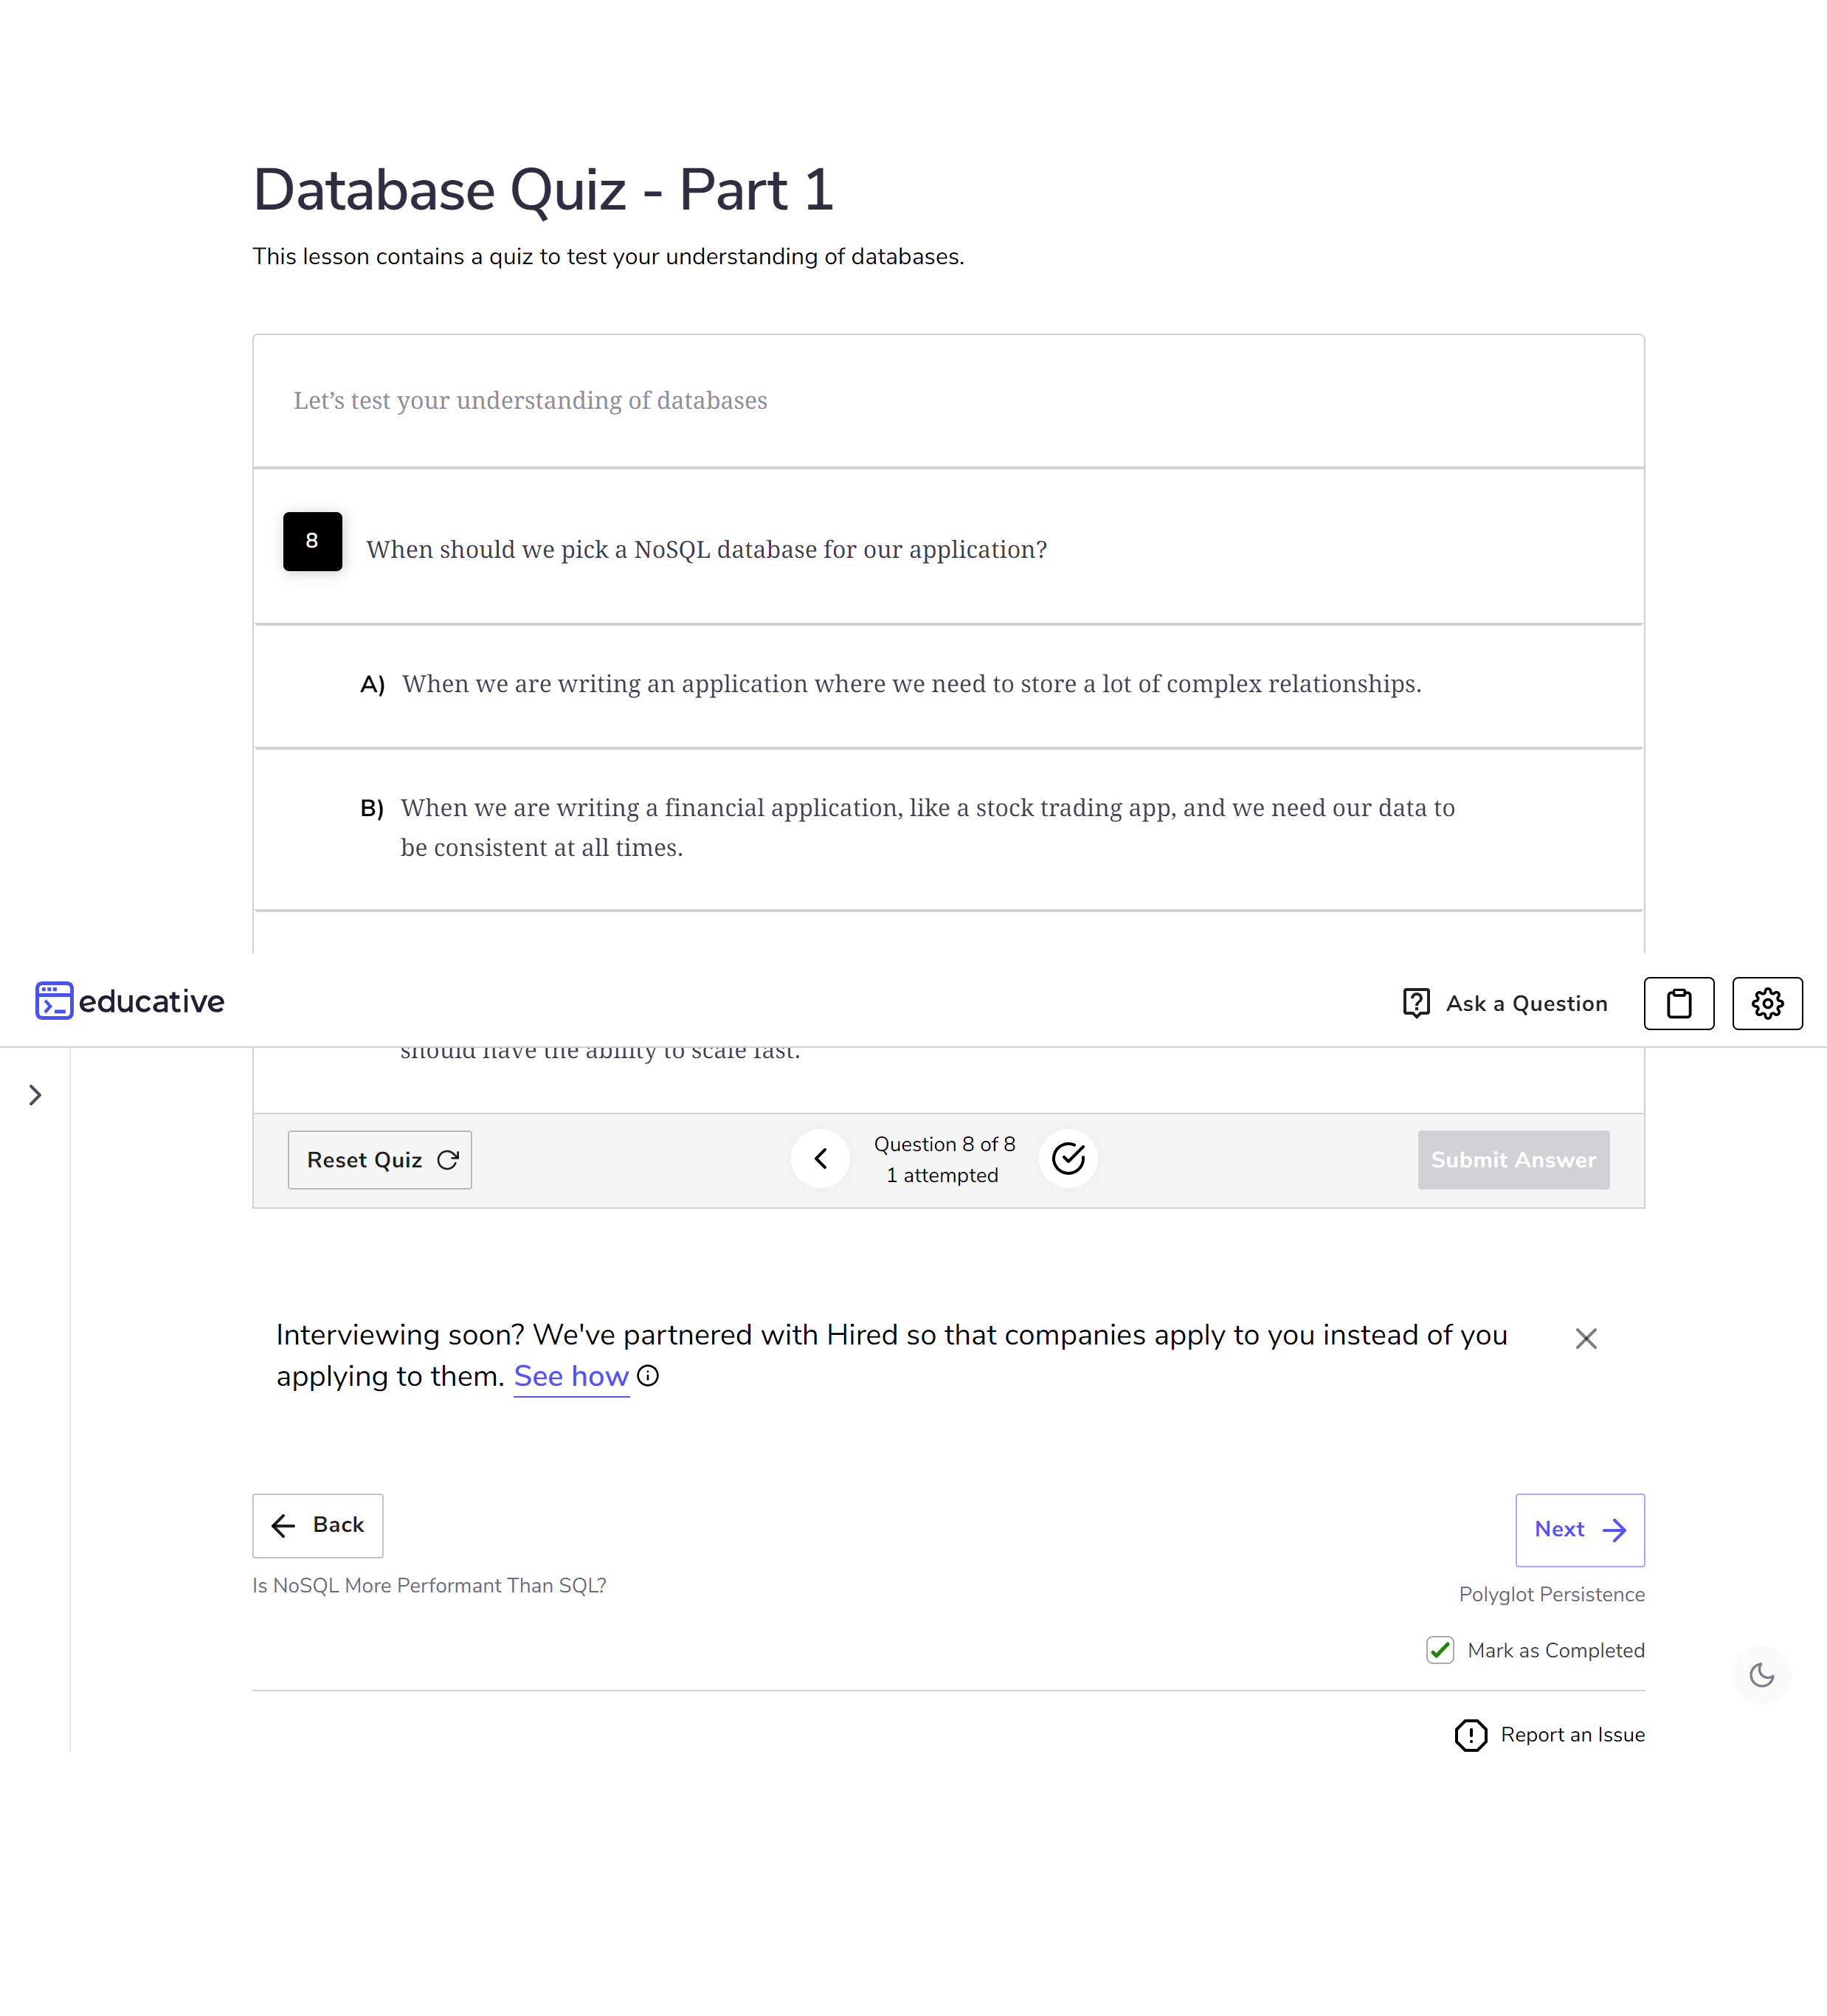 Database Quiz - Part 1
This lesson contains a quiz to test your understanding of databases.
Let’s test your understanding of databases
8
When should we pick a NoSQL database for our application?
A) When we are writing an application where we need to store a lot of complex relationships.
B) When we are writing a financial application, like a stock trading app, and we need our data to
be consistent at all times.
educative
Ask a Question
should have the ability to scale fast.
Reset Quiz
Question 8 of 8
1 attempted
Submit Answer
Interviewing soon? We've partnered with Hired so that companies apply to you instead of you
applying to them. See how
Back
Next
Is NoSQL More Performant Than SQL?
Polyglot Persistence
Mark as Completed
Report an Issue